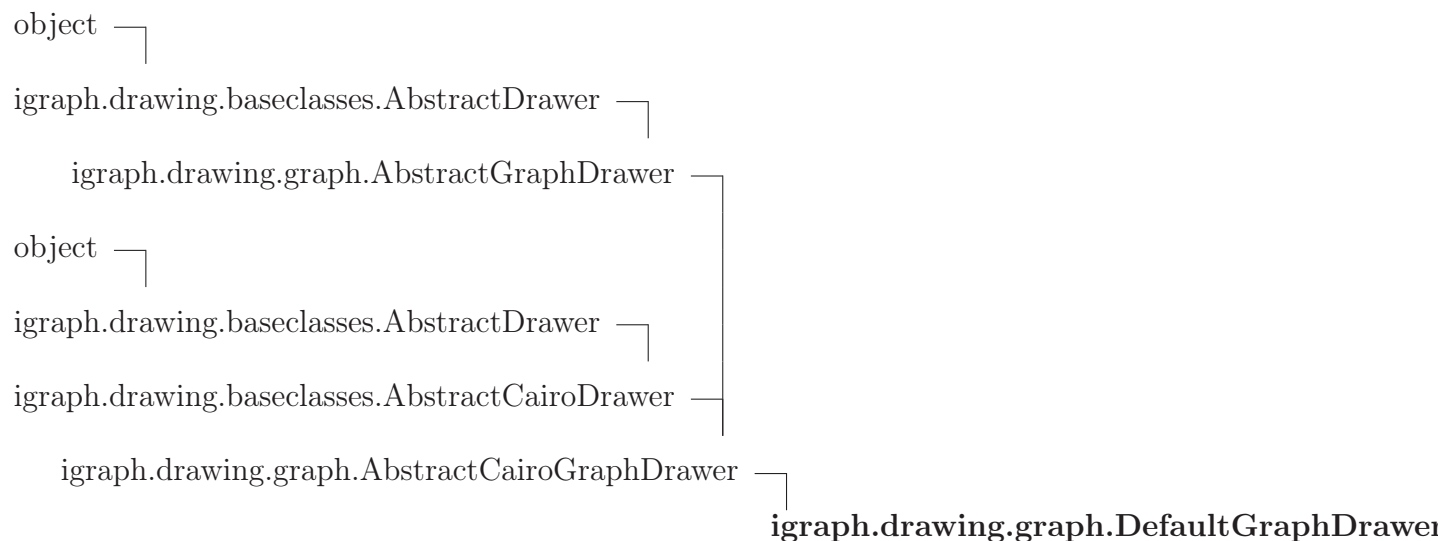 object
igraph.drawing.baseclasses.AbstractDrawer
igraph.drawing.graph.AbstractGraphDrawer
object
igraph.drawing.baseclasses.AbstractDrawer
igraph.drawing.baseclasses.AbstractCairoDrawer
igraph.drawing.graph.AbstractCairoGraphDrawer
igraph.drawing.graph.DefaultGraphDrawer